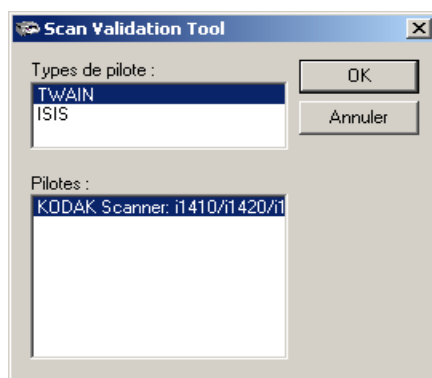 Scan Validation Tool
Types de pilote :
TWAIN
ISIS
OK
Annuler
Pilotes :
KODAK Scanner: i1410/i1420/i1